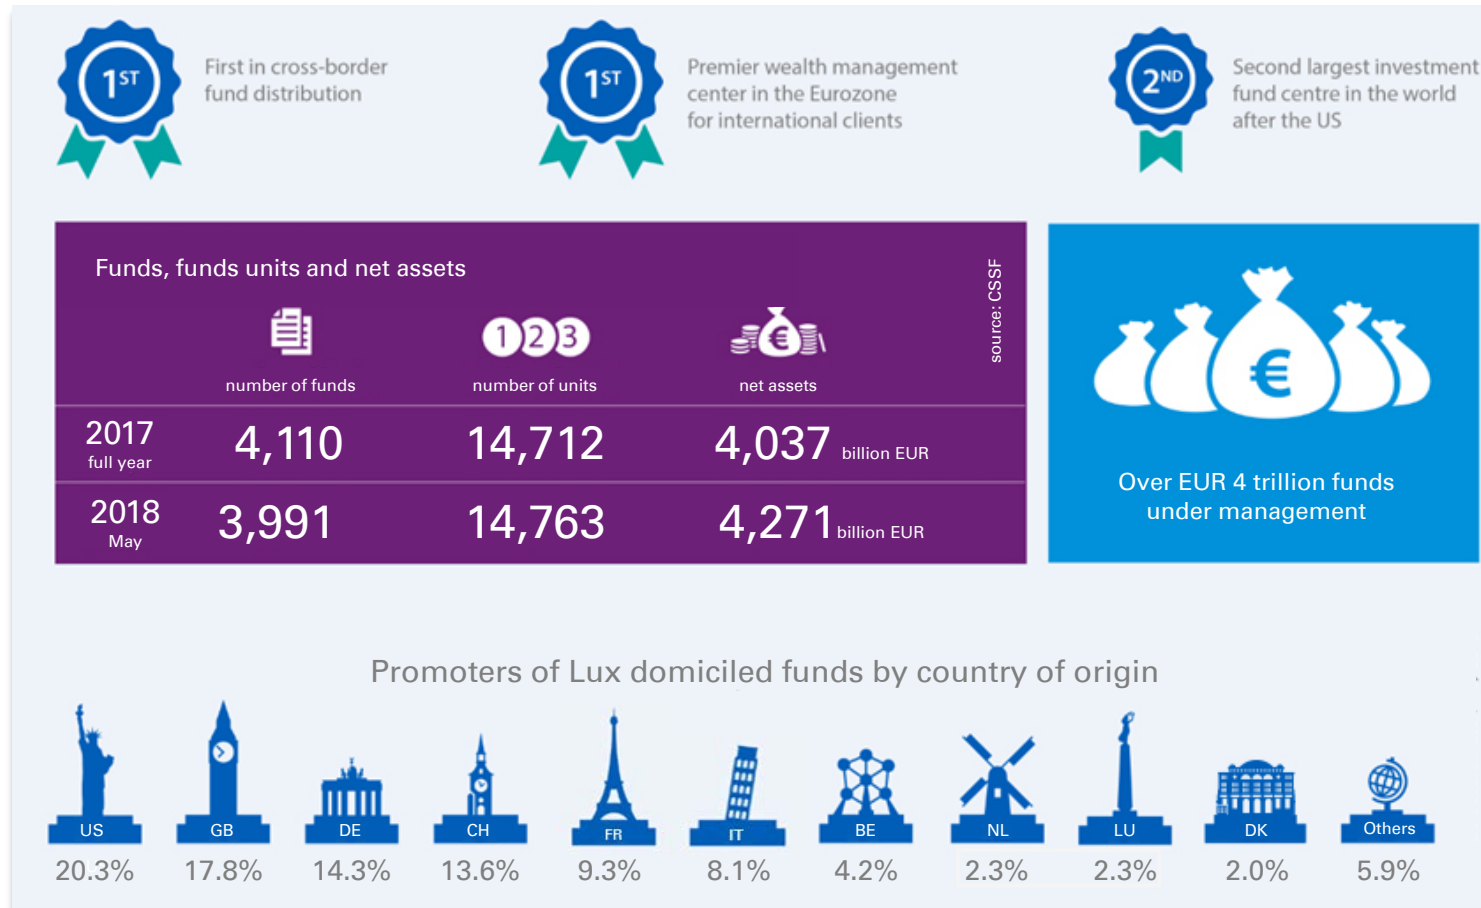 1ST
First in cross-border
fund distribution
1ST
Premier wealth management
center in the Eurozone
for international clients
2ND
Second largest investment
fund centre in the world
after the US
Funds, funds units and net assets
source: CSSF
1 2 3
€
number of funds number of units net assets
2017 full year 4,110 14,712 4,037 billion EUR
2018 May 3,991 14,763 4,271 billion EUR
€
Over EUR 4 trillion funds
under management
Promoters of Lux domiciled funds by country of origin
US GB DE CH FR IT BE NL LU DK Others
20.3% 17.8% 14.3% 13.6% 9.3% 8.1% 4.2% 2.3% 2.3% 2.0% 5.9%